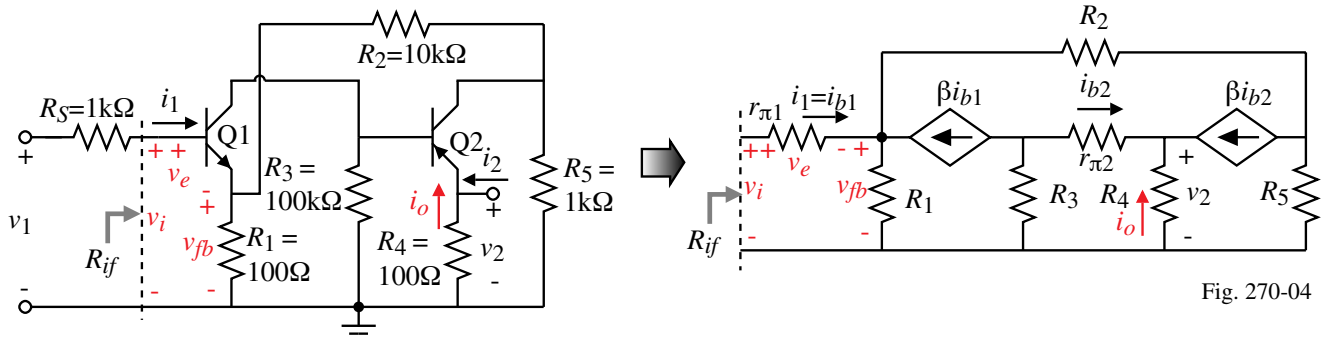 R2=10kΩ
RS=1kΩ
i1
Q1
Q2
i2
+
+ +
ve
-
+
R3 =
100kΩ
io
+
R5 =
1kΩ
v1
vi
vfb
R1 =
100Ω
R4 =
100Ω
v2
-
Rif
-
-
-
R2
rπ1
i1=ib1
βib1
ib2
βib2
++
ve
- +
rπ2
+
vi
vfb
R1
R3
R4
v2
R5
io
Rif
-
-
-
Fig. 270-04